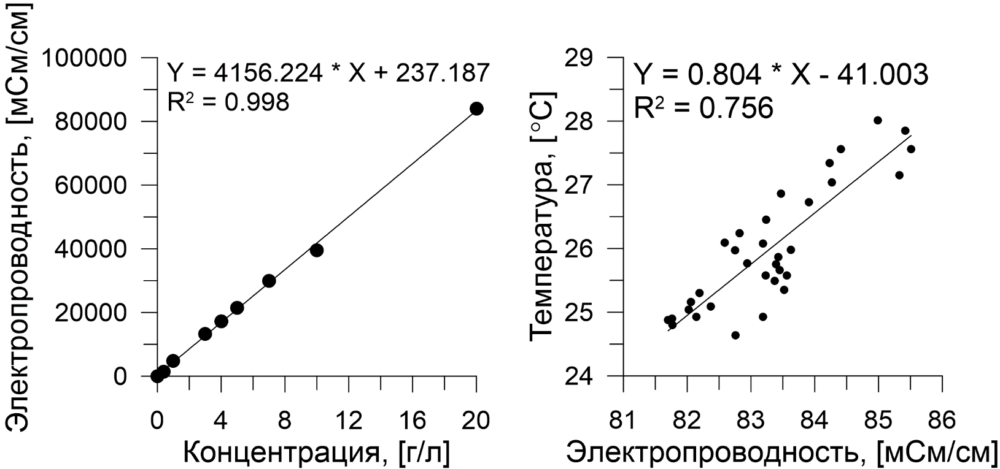 Электропроводность, [мСм/см]
100000
80000
60000
40000
20000
0
Y = 4156.224 * X + 237.187
R² = 0.998
0 4 8 12 16 20
Концентрация, [г/л]
Температура, [°C]
29
28
27
26
25
24
Y = 0.804 * X - 41.003
R² = 0.756
81 82 83 84 85 86
Электропроводность, [мСм/см]